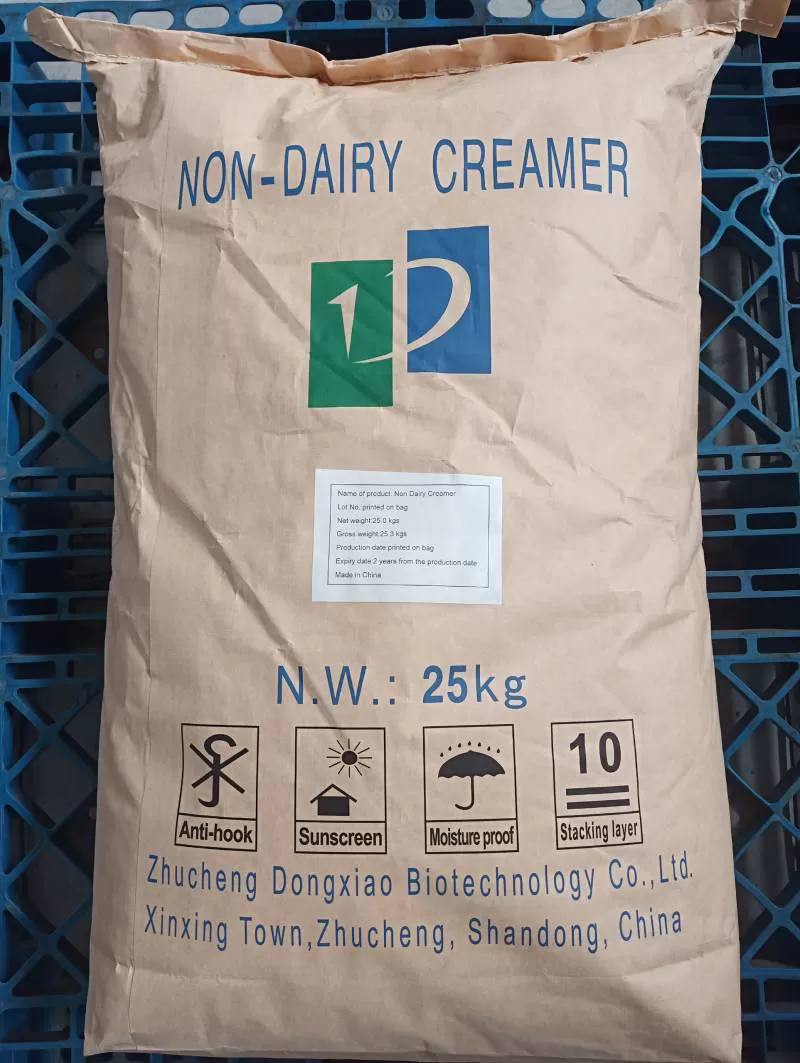 NON-DAIRY CREAMER
Name of product: Non Dairy Creamer
Lot No.:printed on bag
Net weight:25.0 kgs
Gross weight:25.3 kgs
Production date:printed on bag
Expiry date:2 years from the production date
Made in China
N.W.: 25kg
10
Anti-hook
Sunscreen
Moisture proof
Stacking layer
Zhucheng Dongxiao Biotechnology Co.,Ltd.
Xinxing Town,Zhucheng, Shandong, China